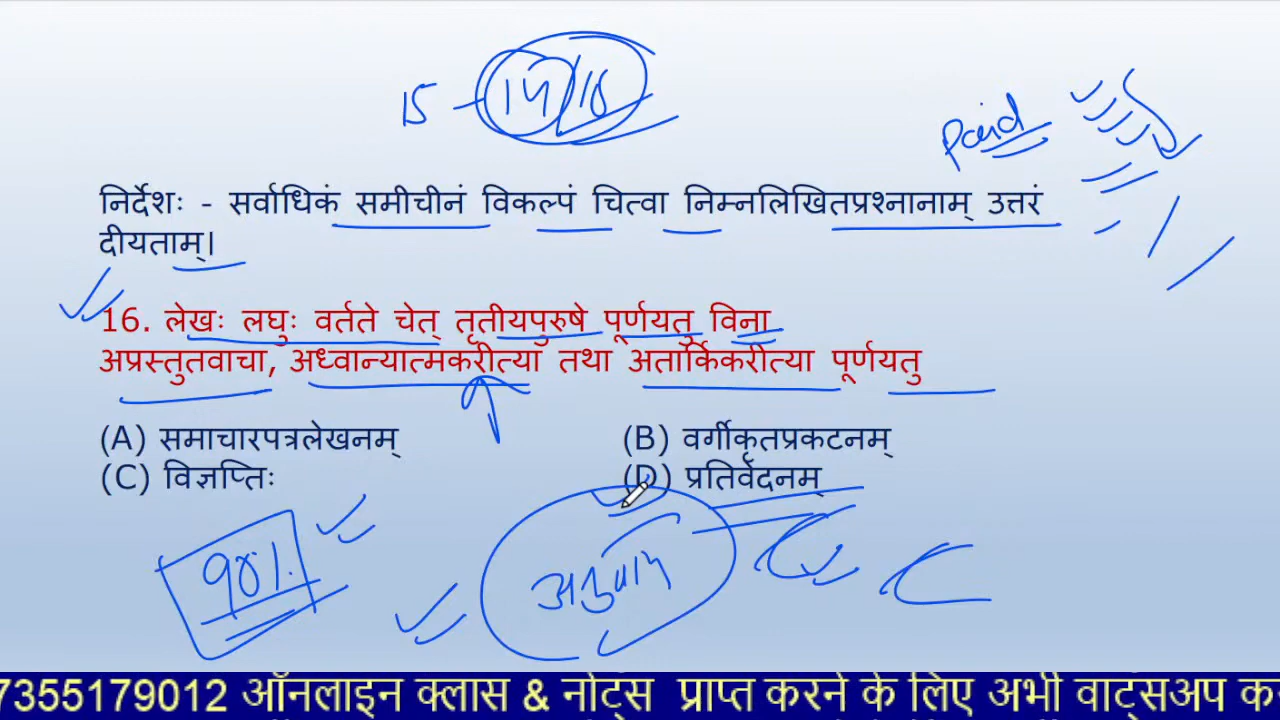 15 - 14/16
Paid
निर्देशः - सर्वाधिकं समीचीनं विकल्पं चित्वा निम्नलिखितप्रश्नानाम् उत्तरं
दीयताम्।
16. लेखः लघुः वर्तते चेत् तृतीयपुरुषे पूर्णयतु विना
अप्रस्तुतवाचा, अध्वान्यात्मकरीत्या तथा अतार्किकरीत्या पूर्णयतु
(A) समाचारपत्रलेखनम् (B) वर्गीकृतप्रकटनम्
(C) विज्ञप्तिः (D) प्रतिवेदनम्
7355179012 ऑनलाइन क्लास & नोट्स प्राप्त करने के लिए अभी वाट्सअप क